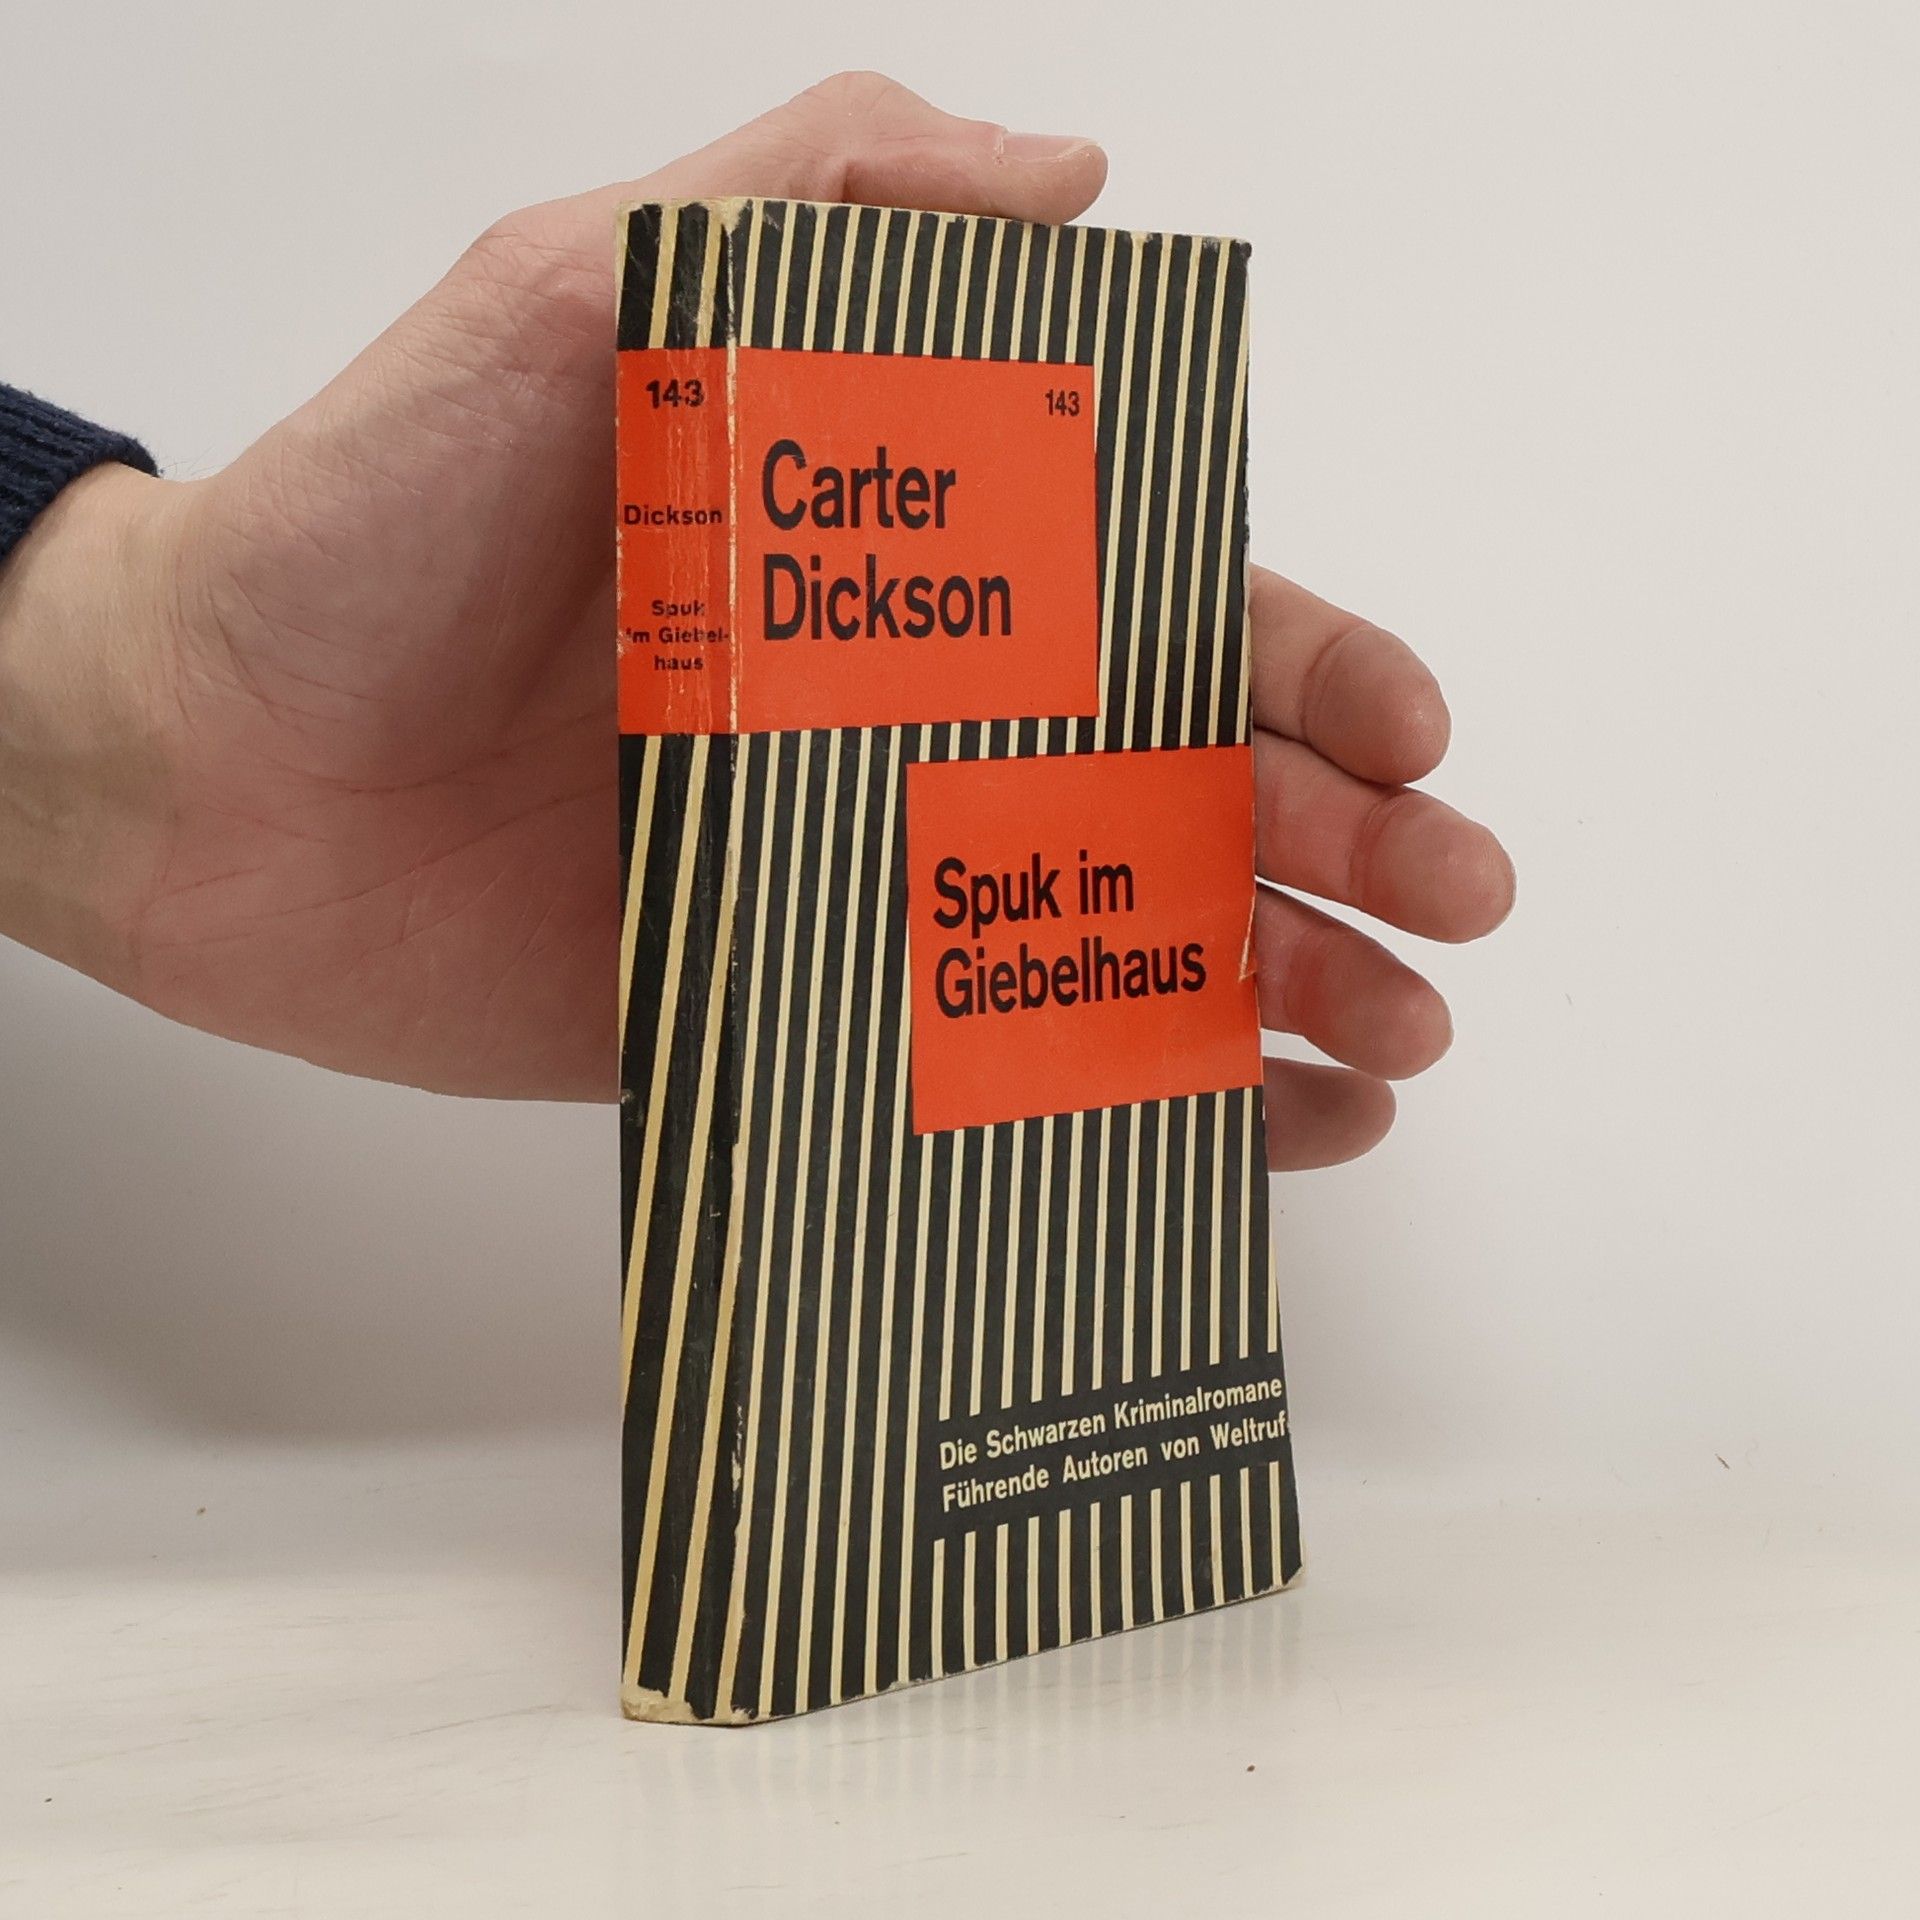 143
Dickson
Spuk
im Giebel-
haus
143
Carter
Dickson
Spuk im
Giebelhaus
Die Schwarzen Kriminalromane
Führende Autoren von Weltruf